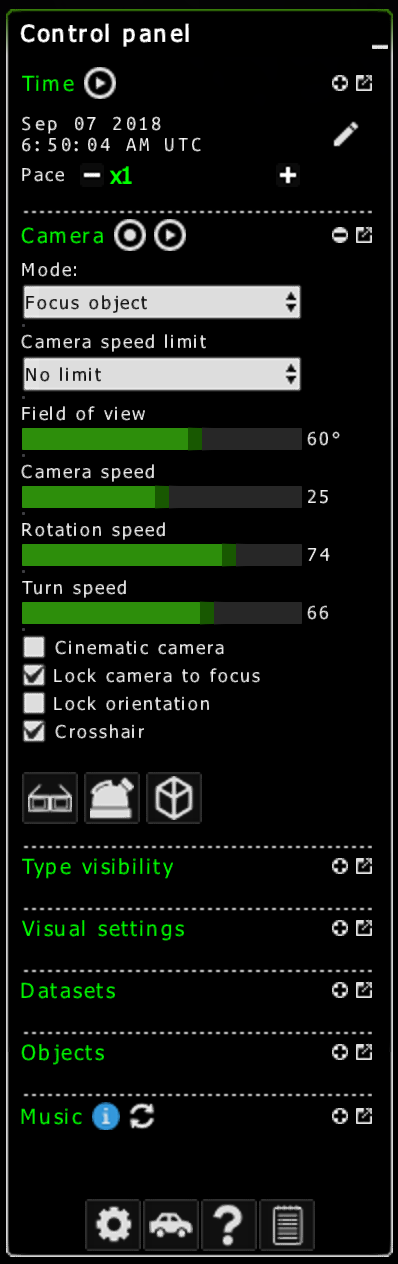 Control panel
Time
Sep 07 2018
6:50:04 AM UTC
Pace x1
Camera
Mode:
Focus object
Camera speed limit
No limit
Field of view
60°
Camera speed
25
Rotation speed
74
Turn speed
66
Cinematic camera
Lock camera to focus
Lock orientation
Crosshair
Type visibility
Visual settings
Datasets
Objects
Music